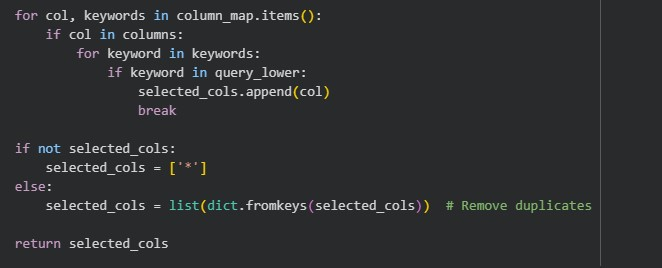 for col, keywords in column_map.items():
    if col in columns:
        for keyword in keywords:
            if keyword in query_lower:
                selected_cols.append(col)
                break

if not selected_cols:
    selected_cols = ['*']
else:
    selected_cols = list(dict.fromkeys(selected_cols))  # Remove duplicates

return selected_cols